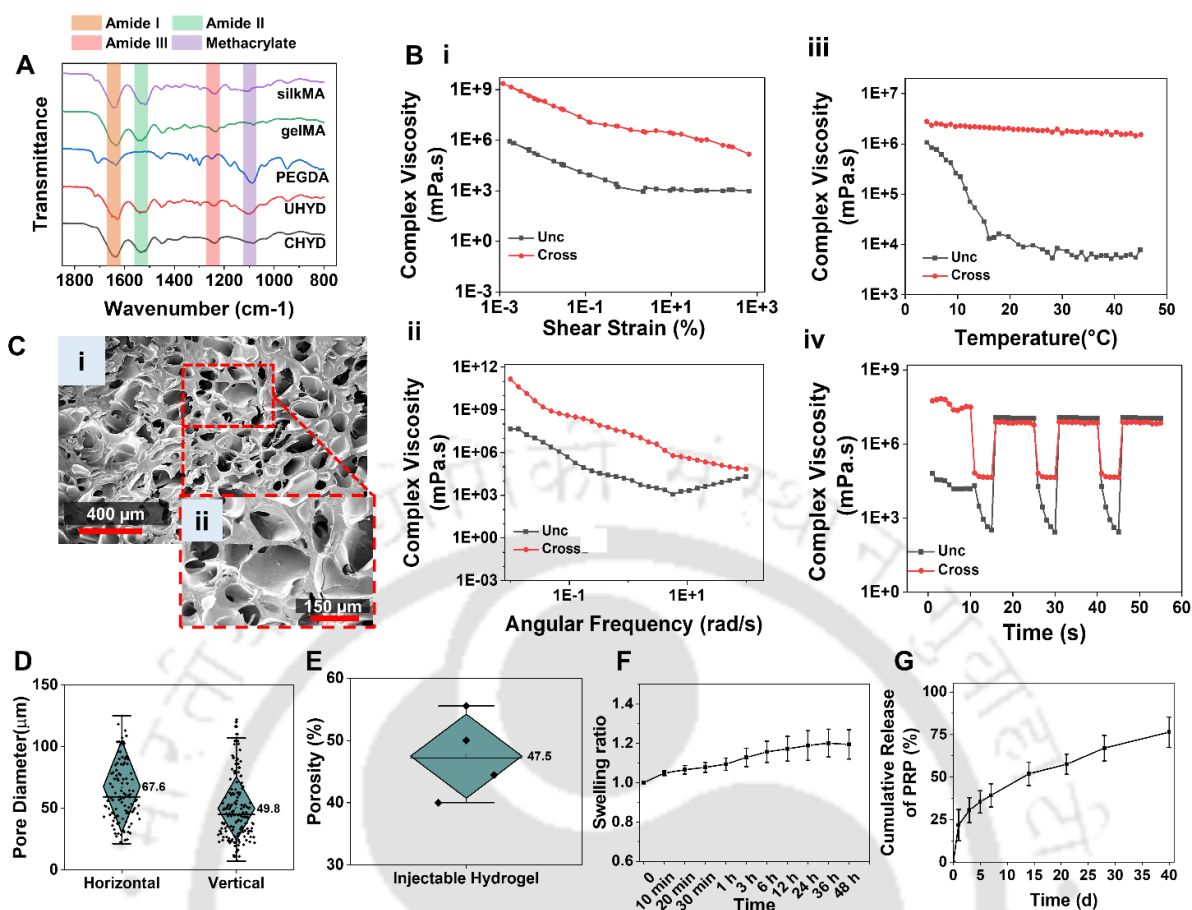 Amide I
Amide II
Amide III
Methacrylate
A
silkMA
gelMA
PEGDA
UHYD
CHYD
Transmittance
1800 1600 1400 1200 1000 800
Wavenumber (cm-1)
B i
Complex Viscosity
(mPa.s)
1E+9
1E+6
1E+3
1E+0
1E-3
Unc
Cross
1E-3 1E-1 1E+1 1E+3
Shear Strain (%)
ii
Complex Viscosity
(mPa.s)
1E+12
1E+09
1E+06
1E+03
1E+00
1E-03
Unc
Cross
1E-1 1E+1
Angular Frequency (rad/s)
iii
Complex Viscosity
(mPa.s)
1E+7
1E+6
1E+5
1E+4
1E+3
Unc
Cross
0 10 20 30 40 50
Temperature(°C)
iv
Complex Viscosity
(mPa.s)
1E+9
1E+6
1E+3
1E+0
Unc
Cross
0 10 20 30 40 50 60
Time (s)
C
i
400 µm
ii
150 µm
D
Pore Diameter(µm)
150
100
50
0
67.6
49.8
Horizontal Vertical
E
Porosity (%)
60
50
40
30
47.5
Injectable Hydrogel
F
Swelling ratio
1.4
1.2
1.0
0.8
0.6
0 10 min 20 min 30 min 1 h 3 h 6 h 12 h 24 h 36 h 48 h
Time
G
Cumulative Release
of PRP (%)
100
75
50
25
0
0 5 10 15 20 25 30 35 40
Time (d)